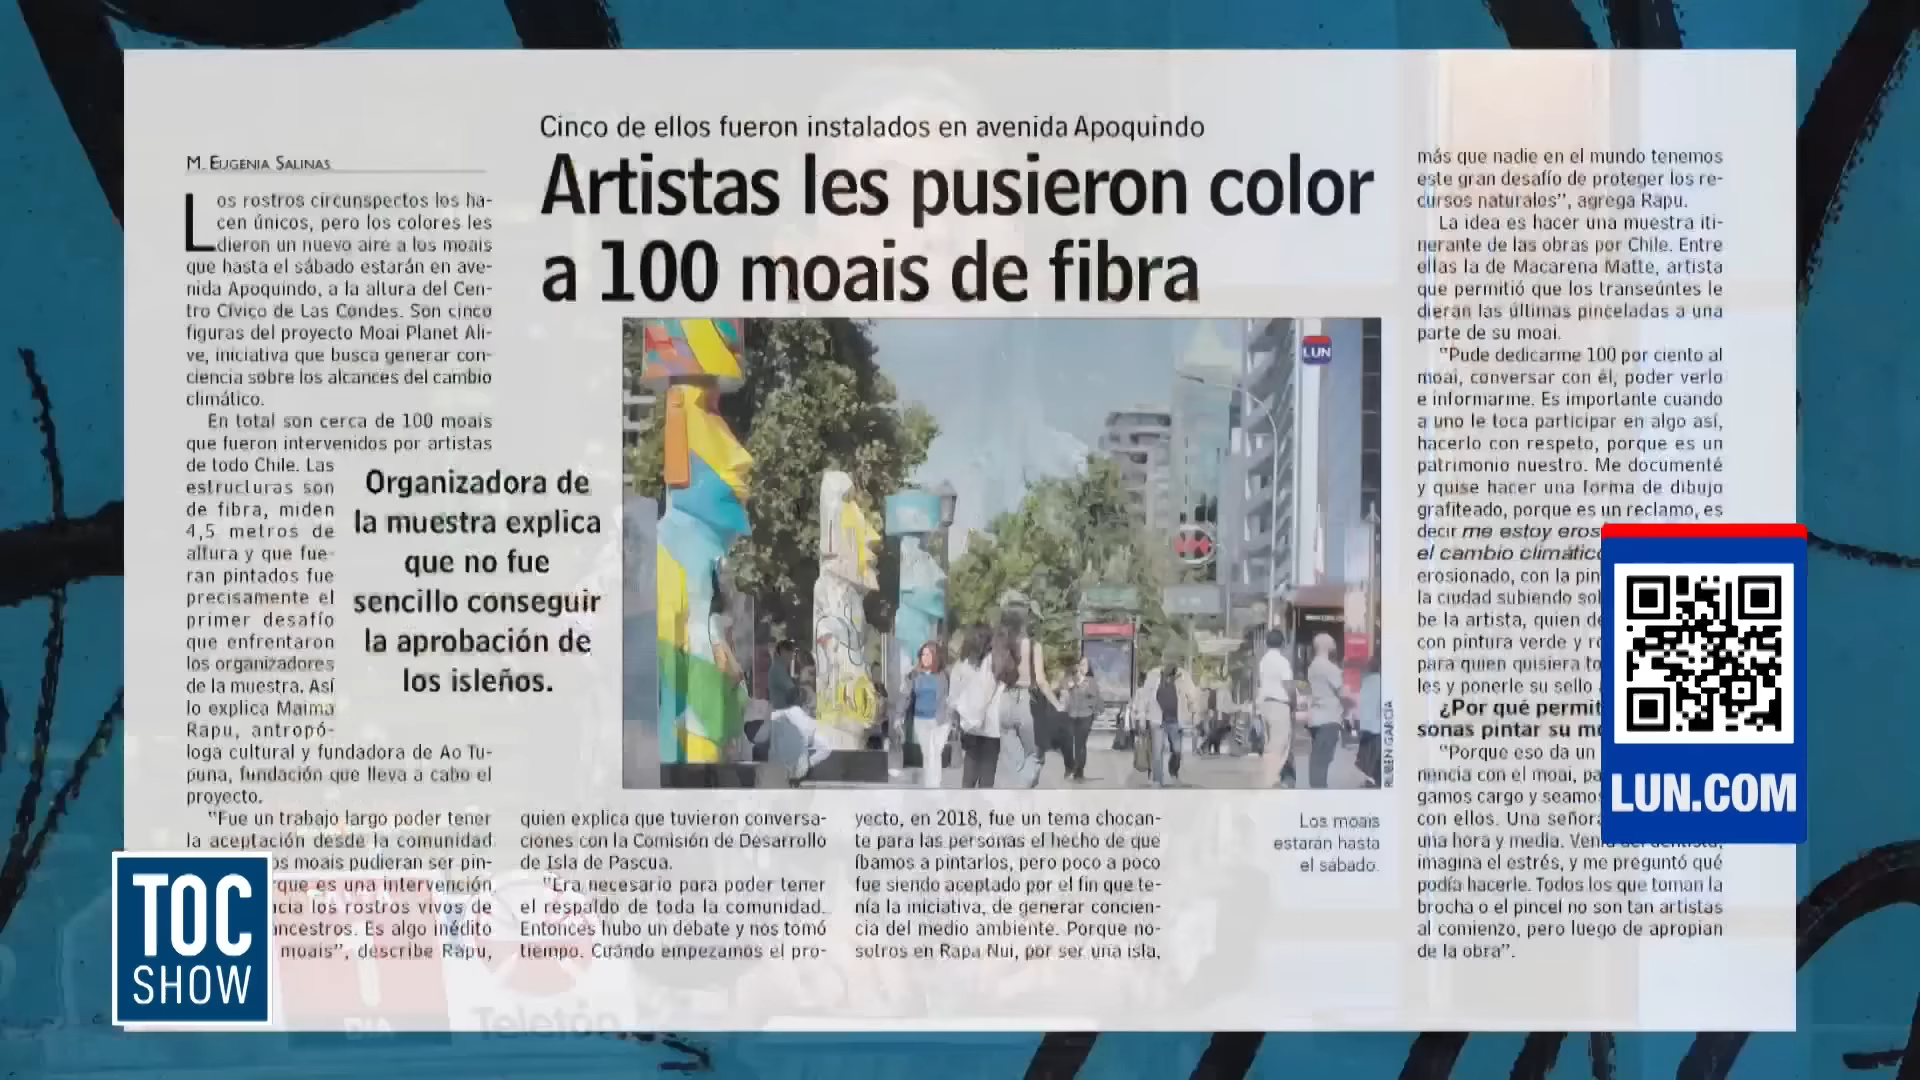 Cinco de ellos fueron instalados en avenida Apoquindo
Artistas les pusieron color
a 100 moais de fibra
M. EUGENIA SALINAS
Los rostros circunspectos los ha-
cen únicos, pero los colores les
dieron un nuevo aire a los moais
que hasta el sábado estarán en ave-
nida Apoquindo, a la altura del Cen-
tro Cívico de Las Condes. Son cinco
figuras del proyecto Moai Planet Ali-
ve, iniciativa que busca generar con-
ciencia sobre los alcances del cambio
climático.
En total son cerca de 100 moais
que fueron intervenidos por artistas
de todo Chile. Las
estructuras son
de fibra, miden
4,5 metros de
altura y que fue-
ran pintados fue
precisamente el
primer desafío
que enfrentaron
los organizadores
de la muestra. Así
lo explica Maima
Rapu, antropó-
loga cultural y fundadora de Ao Tu-
puna, fundación que lleva a cabo el
proyecto.
"Fue un trabajo largo poder tener
la aceptación desde la comunidad
os moais pudieran ser pin-
rque es una intervención
cia los rostros vivos de
ncestros. Es algo inédito
moais", describe Rapu,
Organizadora de
la muestra explica
que no fue
sencillo conseguir
la aprobación de
los isleños.
LUN
RUBEN GARCÍA
quien explica que tuvieron conversa-
ciones con la Comisión de Desarrollo
de Isla de Pascua.
"Era necesario para poder tener
el respaldo de toda la comunidad.
Entonces hubo un debate y nos tomó
tiempo. Cuándo empezamos el pro-
yecto, en 2018, fue un tema chocan-
te para las personas el hecho de que
íbamos a pintarlos, pero poco a poco
fue siendo aceptado por el fin que te-
nía la iniciativa, de generar concien-
cia del medio ambiente. Porque no-
sotros en Rapa Nui, por ser una isla,
Los moais
estarán hasta
el sábado.
más que nadie en el mundo tenemos
este gran desafío de proteger los re-
cursos naturales", agrega Rapu.
La idea es hacer una muestra iti-
nerante de las obras por Chile. Entre
ellas la de Macarena Matte, artista
que permitió que los transeúntes le
dieran las últimas pinceladas a una
parte de su moai.
"Pude dedicarme 100 por ciento al
moai, conversar con él, poder verlo
e informarme. Es importante cuando
a uno le toca participar en algo así,
hacerlo con respeto, porque es un
patrimonio nuestro. Me documenté
y quise hacer una forma de dibujo
grafiteado, porque es un reclamo, es
decir me estoy eros
el cambio climático
erosionado, con la pin
la ciudad subiendo sol
be la artista, quien de
con pintura verde y ro
para quien quisiera to
les y ponerle su sello
¿Por qué permit
sonas pintar su mo
"Porque eso da un
nencia con el moai, pa
gamos cargo y seamos
con ellos. Una señora
una hora y media. Venía del dentista,
imagina el estrés, y me preguntó qué
podía hacerle. Todos los que toman la
brocha o el pincel no son tan artistas
al comienzo, pero luego de apropian
de la obra".
LUN.COM
TOC
SHOW
Teletón